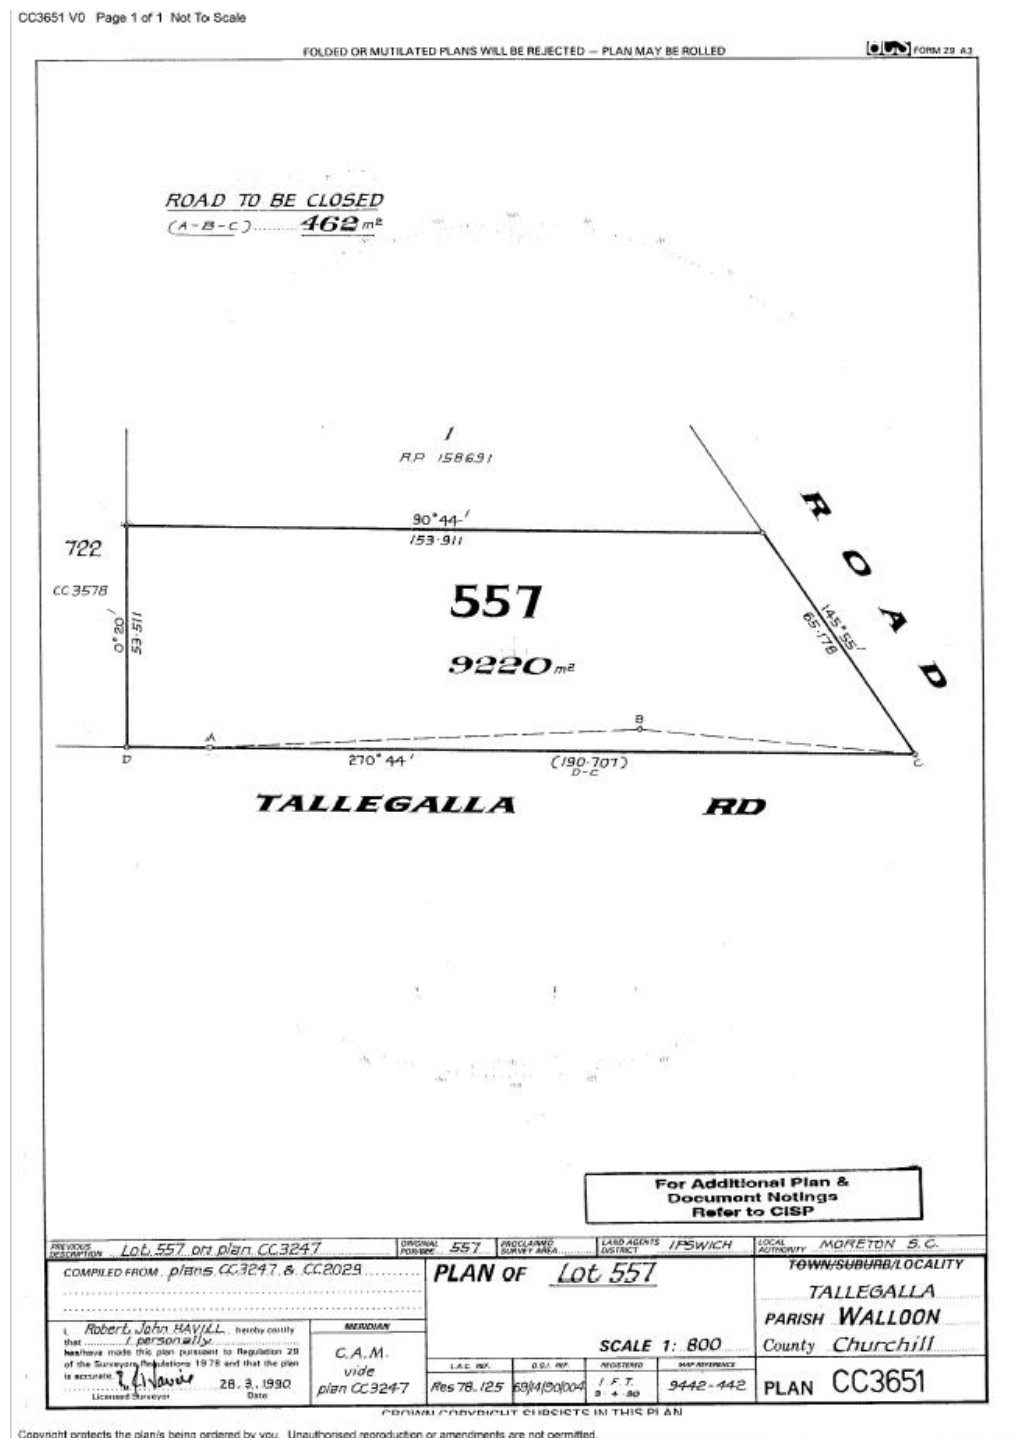 CC3651 V0 Page 1 of 1 Not To Scale
FOLDED OR MUTILATED PLANS WILL BE REJECTED — PLAN MAY BE ROLLED
FORM 29 A3
ROAD TO BE CLOSED
(A-B-C) ........ 462 m²
1
R.P. 158691
90°44'
153·911
722
CC3578
0°20'
53·511
557
9220 m²
145°55'
65·178
ROAD
A
B
C
D
270°44'
(190·707)
D-C
TALLEGALLA RD
For Additional Plan &
Document Notings
Refer to CISP
PREVIOUS DESCRIPTION Lot 557 on plan CC3247
ORIGINAL PORTION 557
PROCLAIMED SURVEY AREA
LAND AGENTS DISTRICT IPSWICH
LOCAL AUTHORITY MORETON S.C.
COMPILED FROM plans CC3247 & CC2029
PLAN OF Lot 557
TOWN/SUBURB/LOCALITY
TALLEGALLA
PARISH WALLOON
County Churchill
PLAN CC3651
I, Robert John HAVILL, hereby certify
that I personally
has/have made this plan pursuant to Regulation 29
of the Surveyors Regulations 1978 and that the plan
is accurate.
28.3.1990
Licensed Surveyor Date
MERIDIAN
C.A.M.
vide
plan CC3247
SCALE 1: 800
L.A.C. REF.
Res 78.125
REGISTERED
I.F.T.
9·4·90
MAP REFERENCE
9442-442
CROWN COPYRIGHT SUBSISTS IN THIS PLAN
Copyright protects the plan/s being ordered by you. Unauthorised reproduction or amendments are not permitted.